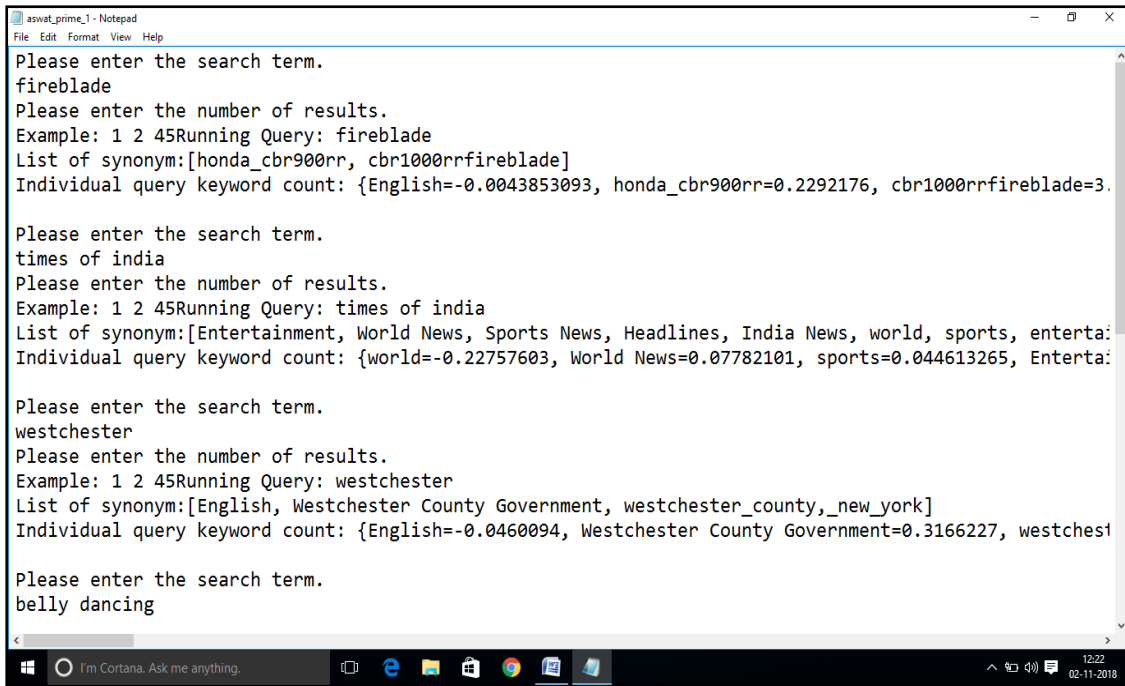 aswat_prime_1 - Notepad
File Edit Format View Help
Please enter the search term.
fireblade
Please enter the number of results.
Example: 1 2 45Running Query: fireblade
List of synonym:[honda_cbr900rr, cbr1000rrfireblade]
Individual query keyword count: {English=-0.0043853093, honda_cbr900rr=0.2292176, cbr1000rrfireblade=3.
Please enter the search term.
times of india
Please enter the number of results.
Example: 1 2 45Running Query: times of india
List of synonym:[Entertainment, World News, Sports News, Headlines, India News, world, sports, entertai
Individual query keyword count: {world=-0.22757603, World News=0.07782101, sports=0.044613265, Entertai
Please enter the search term.
westchester
Please enter the number of results.
Example: 1 2 45Running Query: westchester
List of synonym:[English, Westchester County Government, westchester_county,_new_york]
Individual query keyword count: {English=-0.0460094, Westchester County Government=0.3166227, westchest
Please enter the search term.
belly dancing
I'm Cortana. Ask me anything.
12:22
02-11-2018